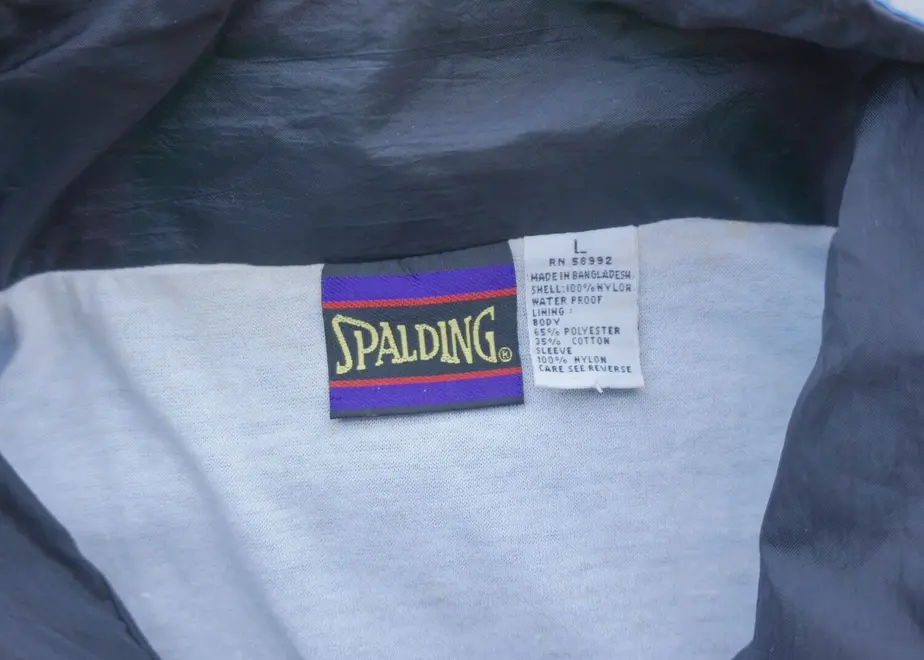 SPALDING®
L
RN 58992
MADE IN BANGLADESH
SHELL:100% NYLON
WATER PROOF
LINING :
BODY
65% POLYESTER
35% COTTON
SLEEVE
100% NYLON
CARE SEE REVERSE